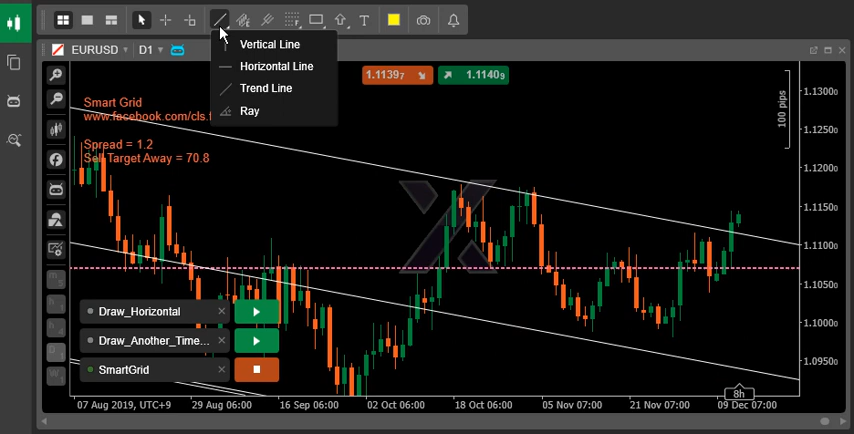 T
EURUSD
D1
Vertical Line
Horizontal Line
Trend Line
Ray
1.11397
1.11409
Smart Grid
www.facebook.com/cls.f
Spread = 1.2
Sell Target Away = 70.8
100 pips
1.13000
1.12500
1.12000
1.11500
1.11000
1.10500
1.10000
1.09500
Draw_Horizontal
Draw_Another_Time...
SmartGrid
8h
07 Aug 2019, UTC+9
29 Aug 06:00
16 Sep 06:00
02 Oct 06:00
18 Oct 06:00
05 Nov 07:00
21 Nov 07:00
09 Dec 07:00